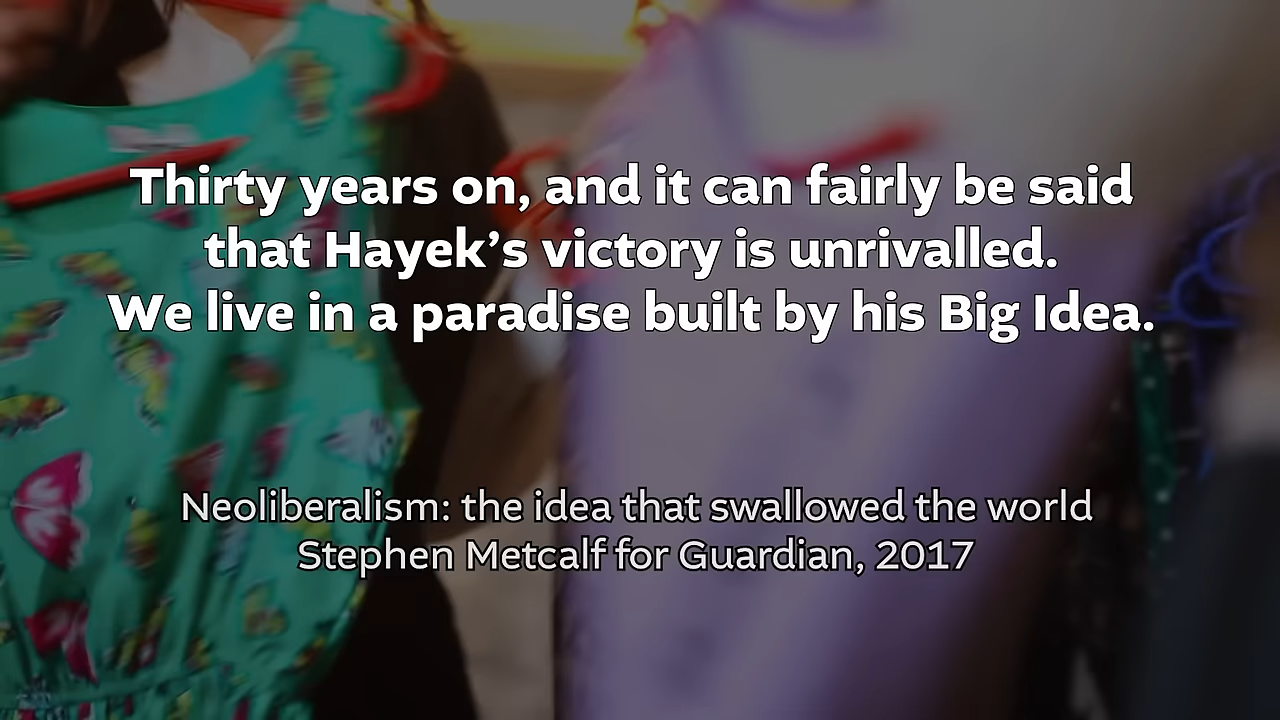 Thirty years on, and it can fairly be said
that Hayek’s victory is unrivalled.
We live in a paradise built by his Big Idea.
Neoliberalism: the idea that swallowed the world
Stephen Metcalf for Guardian, 2017